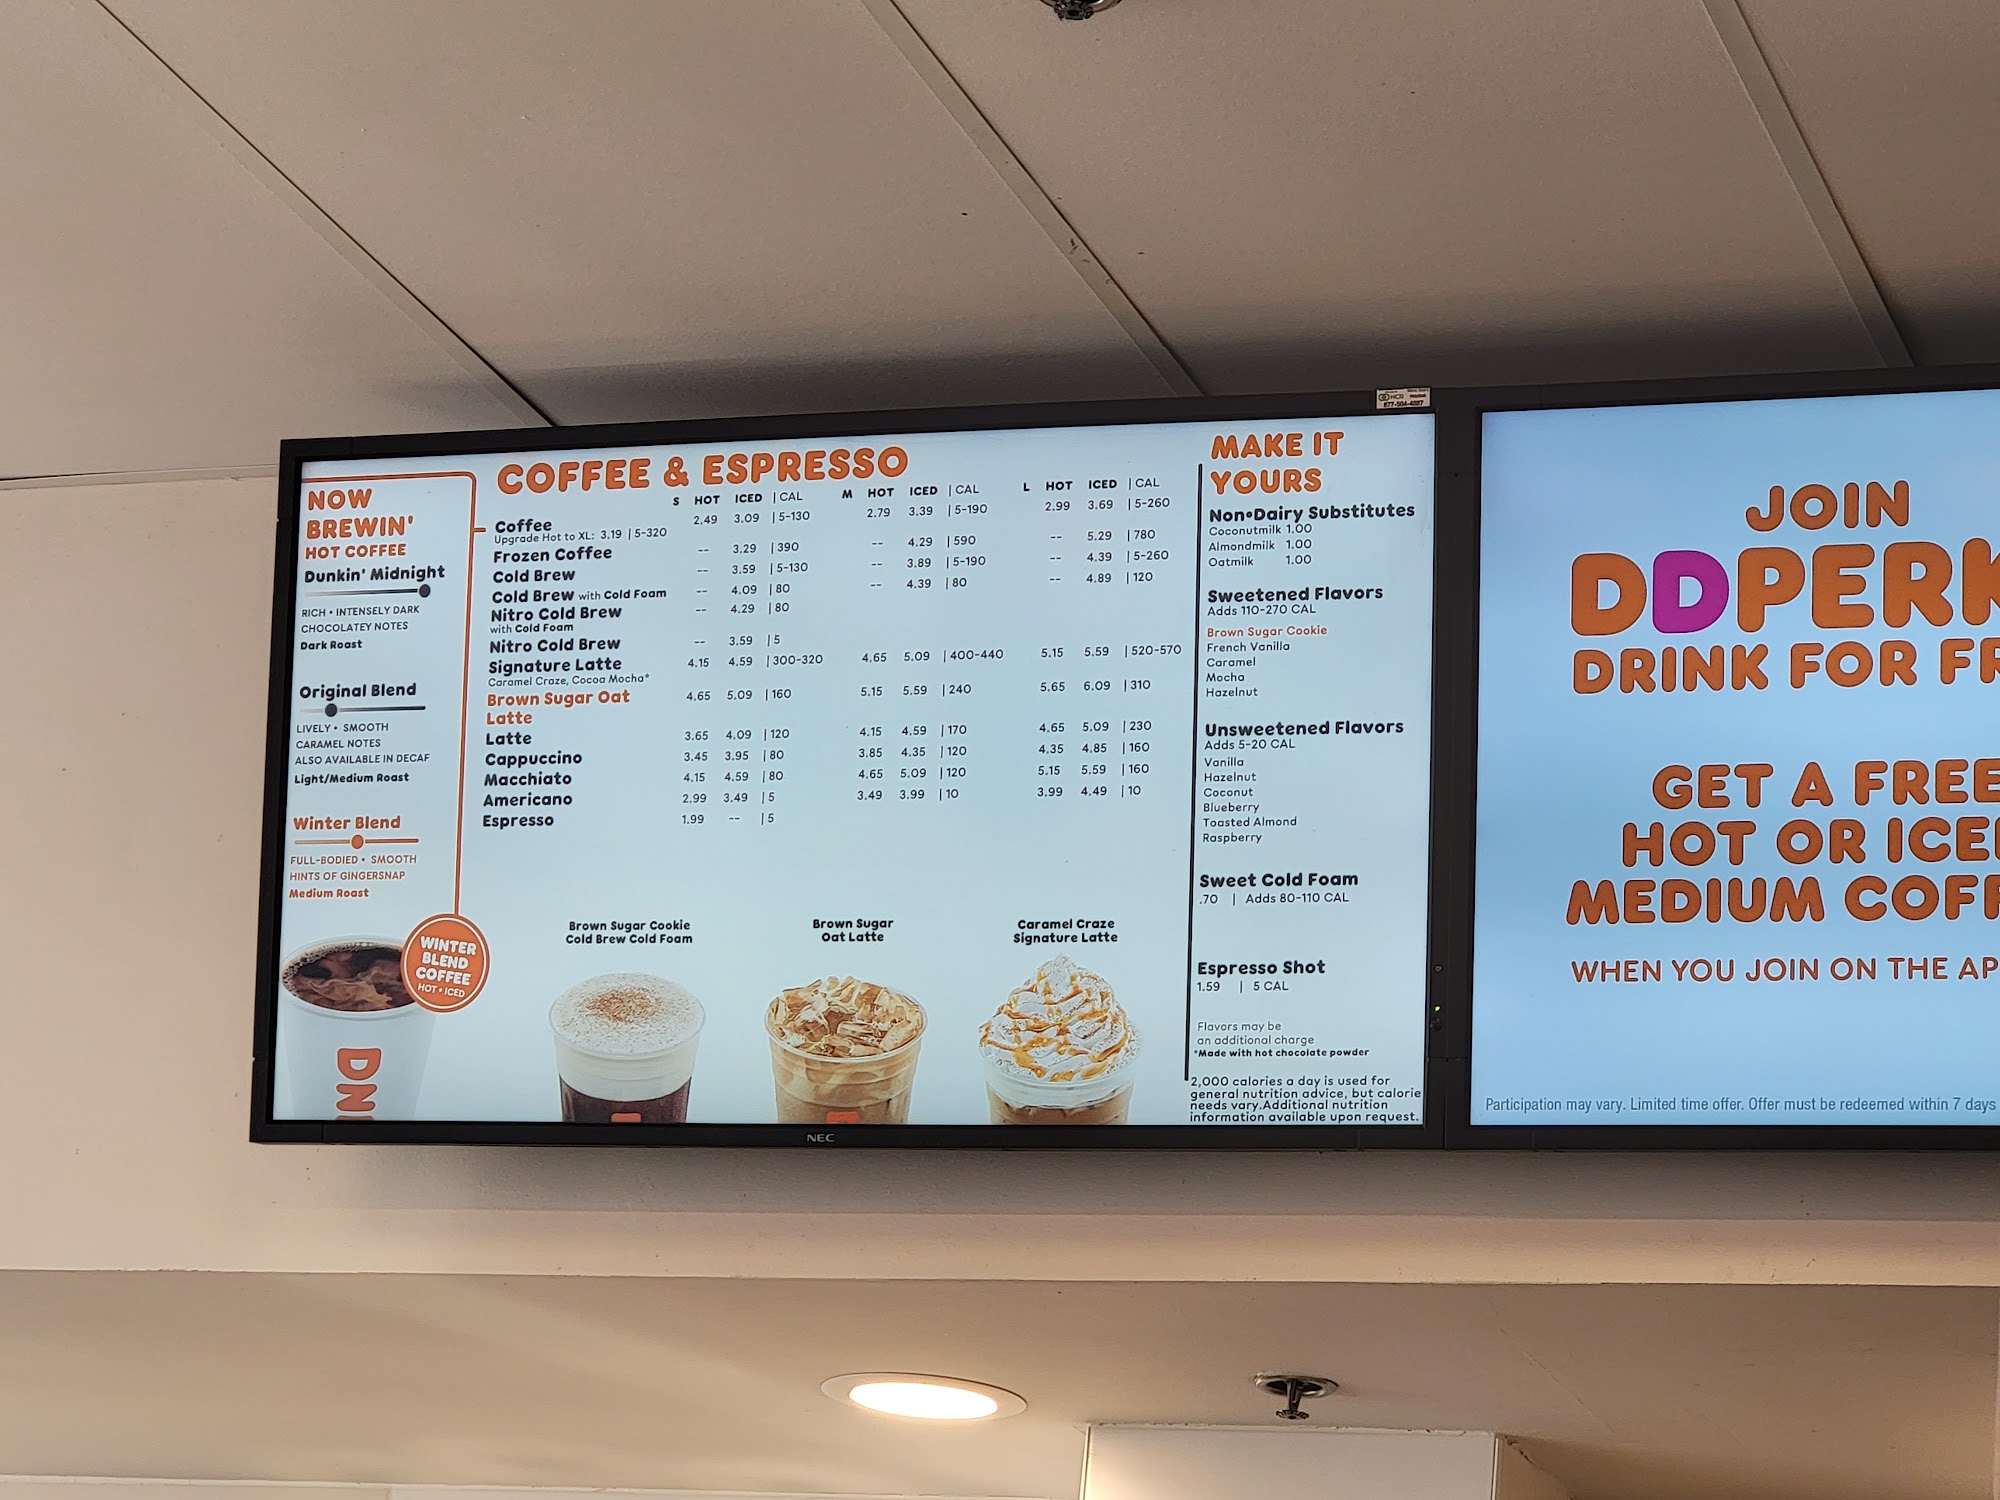 NOW
BREWIN'
HOT COFFEE
Dunkin' Midnight
RICH • INTENSELY DARK
CHOCOLATEY NOTES
Dark Roast
Original Blend
LIVELY • SMOOTH
CARAMEL NOTES
ALSO AVAILABLE IN DECAF
Light/Medium Roast
Winter Blend
FULL-BODIED • SMOOTH
HINTS OF GINGERSNAP
Medium Roast
WINTER
BLEND
COFFEE
HOT • ICED
DN
COFFEE & ESPRESSO
S HOT ICED | CAL M HOT ICED | CAL L HOT ICED | CAL
Coffee 2.49 3.09 | 5-130 2.79 3.39 | 5-190 2.99 3.69 | 5-260
Upgrade Hot to XL: 3.19 | 5-320
Frozen Coffee -- 3.29 | 390 -- 4.29 | 590 -- 5.29 | 780
Cold Brew -- 3.59 | 5-130 -- 3.89 | 5-190 -- 4.39 | 5-260
Cold Brew with Cold Foam -- 4.09 | 80 -- 4.39 | 80 -- 4.89 | 120
Nitro Cold Brew -- 4.29 | 80
with Cold Foam
Nitro Cold Brew -- 3.59 | 5
Signature Latte 4.15 4.59 | 300-320 4.65 5.09 | 400-440 5.15 5.59 | 520-570
Caramel Craze, Cocoa Mocha*
Brown Sugar Oat 4.65 5.09 | 160 5.15 5.59 | 240 5.65 6.09 | 310
Latte
Latte 3.65 4.09 | 120 4.15 4.59 | 170 4.65 5.09 | 230
Cappuccino 3.45 3.95 | 80 3.85 4.35 | 120 4.35 4.85 | 160
Macchiato 4.15 4.59 | 80 4.65 5.09 | 120 5.15 5.59 | 160
Americano 2.99 3.49 | 5 3.49 3.99 | 10 3.99 4.49 | 10
Espresso 1.99 -- | 5
Brown Sugar Cookie
Cold Brew Cold Foam
Brown Sugar
Oat Latte
Caramel Craze
Signature Latte
MAKE IT
YOURS
Non•Dairy Substitutes
Coconutmilk 1.00
Almondmilk 1.00
Oatmilk 1.00
Sweetened Flavors
Adds 110-270 CAL
Brown Sugar Cookie
French Vanilla
Caramel
Mocha
Hazelnut
Unsweetened Flavors
Adds 5-20 CAL
Vanilla
Hazelnut
Coconut
Blueberry
Toasted Almond
Raspberry
Sweet Cold Foam
.70 | Adds 80-110 CAL
Espresso Shot
1.59 | 5 CAL
Flavors may be
an additional charge
*Made with hot chocolate powder
2,000 calories a day is used for
general nutrition advice, but calorie
needs vary.Additional nutrition
information available upon request.
NEC
JOIN
DDPERK
DRINK FOR FR
GET A FREE
HOT OR ICE
MEDIUM COFF
WHEN YOU JOIN ON THE AP
Participation may vary. Limited time offer. Offer must be redeemed within 7 days